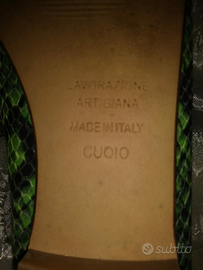 LAVORAZIONE
ARTIGIANA
MADE IN ITALY
CUOIO
subito